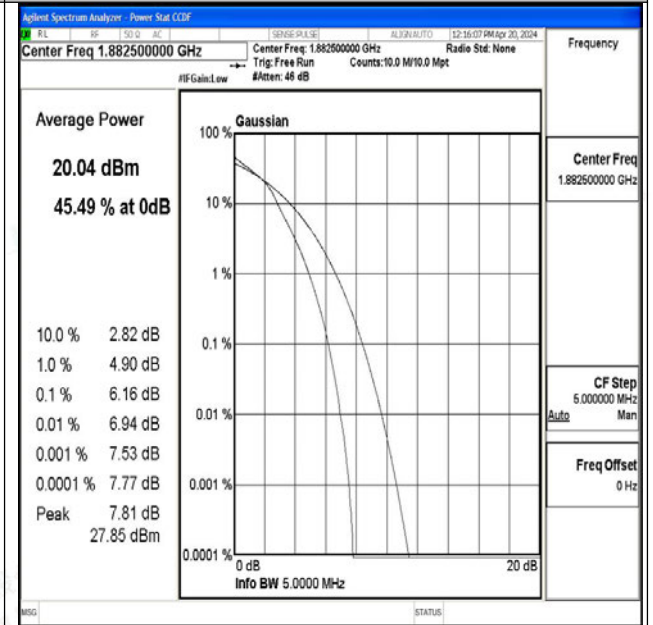 Agilent Spectrum Analyzer - Power Stat CCDF
RL RF 50 Ω AC SENSE:PULSE ALIGN AUTO 12:16:07 PM Apr 20, 2024
Center Freq 1.882500000 GHz
Center Freq: 1.882500000 GHz Radio Std: None
Trig: Free Run Counts:10.0 M/10.0 Mpt
#IFGain:Low #Atten: 46 dB
Frequency
Average Power
20.04 dBm
45.49 % at 0dB
10.0 % 2.82 dB
1.0 % 4.90 dB
0.1 % 6.16 dB
0.01 % 6.94 dB
0.001 % 7.53 dB
0.0001 % 7.77 dB
Peak 7.81 dB
27.85 dBm
Gaussian
100 %
10 %
1 %
0.1 %
0.01 %
0.001 %
0.0001 %
0 dB 20 dB
Info BW 5.0000 MHz
Center Freq
1.882500000 GHz
CF Step
5.000000 MHz
Auto Man
Freq Offset
0 Hz
MSG STATUS